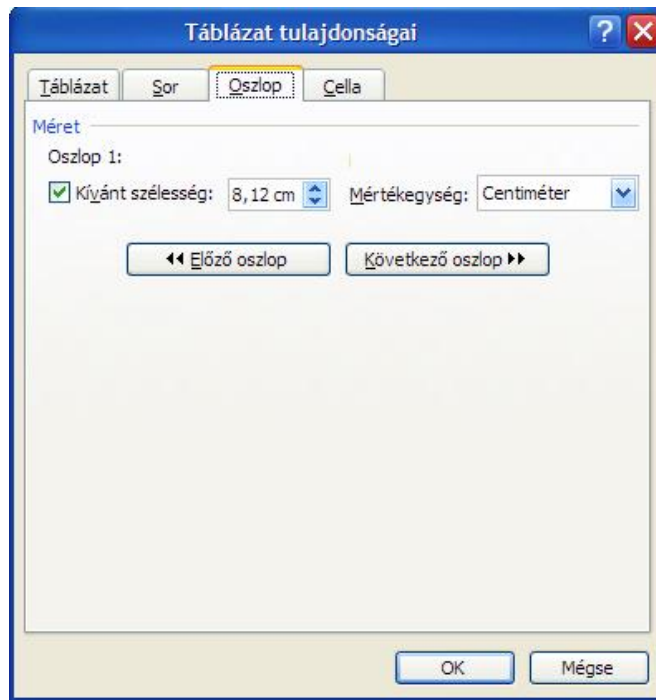 Táblázat tulajdonságai
Táblázat Sor Oszlop Cella
Méret
Oszlop 1:
Kívánt szélesség: 8,12 cm Mértékegység: Centiméter
Előző oszlop Következő oszlop
OK Mégse